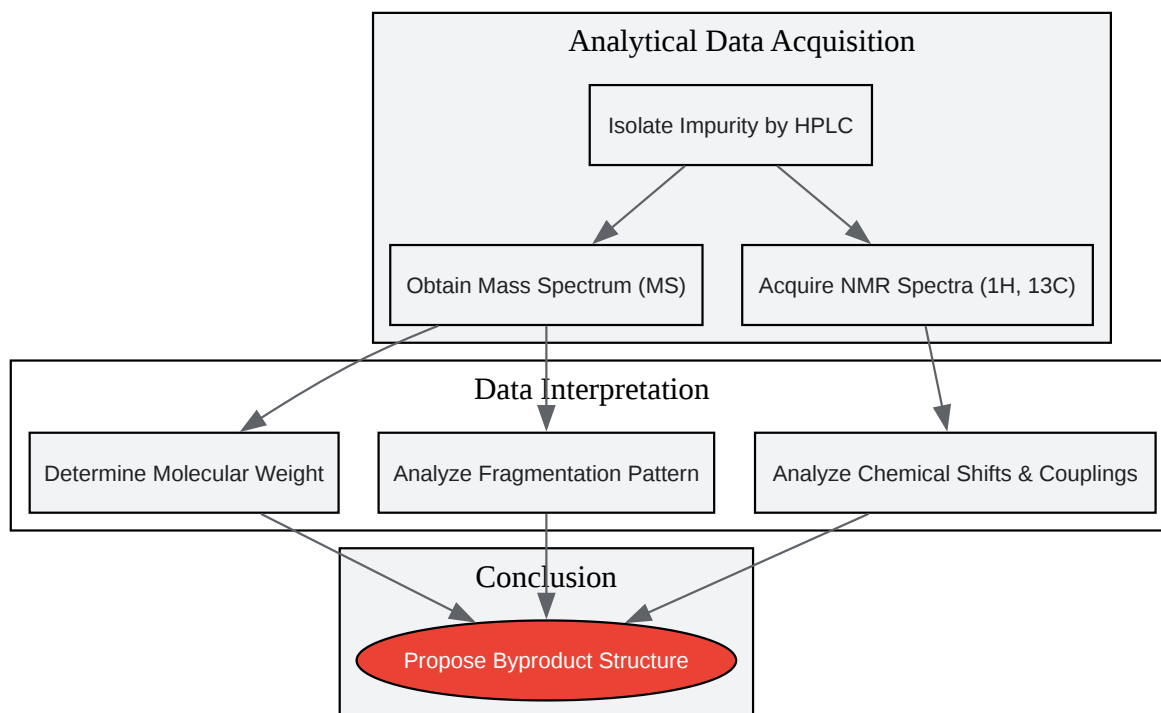 Analytical Data Acquisition
Isolate Impurity by HPLC
Obtain Mass Spectrum (MS)
Acquire NMR Spectra (1H, 13C)
Data Interpretation
Determine Molecular Weight
Analyze Fragmentation Pattern
Analyze Chemical Shifts & Couplings
Conclusion
Propose Byproduct Structure